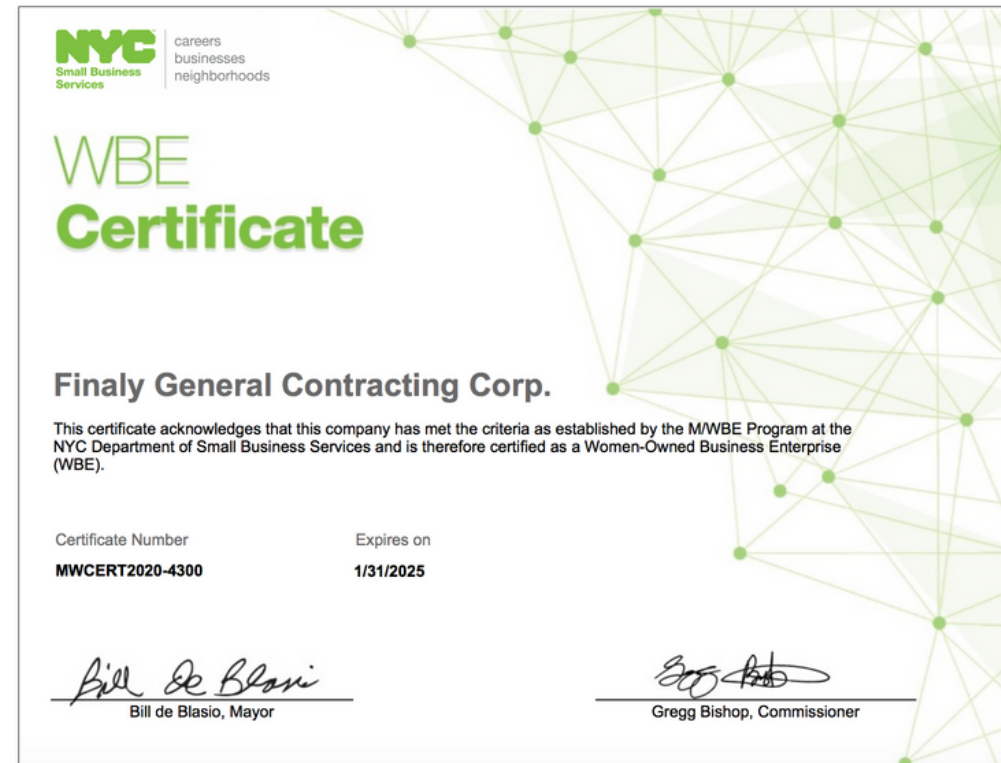 NYC
Small Business
Services
careers
businesses
neighborhoods
WBE
Certificate
Finaly General Contracting Corp.
This certificate acknowledges that this company has met the criteria as established by the M/WBE Program at the
NYC Department of Small Business Services and is therefore certified as a Women-Owned Business Enterprise
(WBE).
Certificate Number
Expires on
MWCERT2020-4300
1/31/2025
Bill de Blasio
Bill de Blasio, Mayor
Gregg Bishop, Commissioner